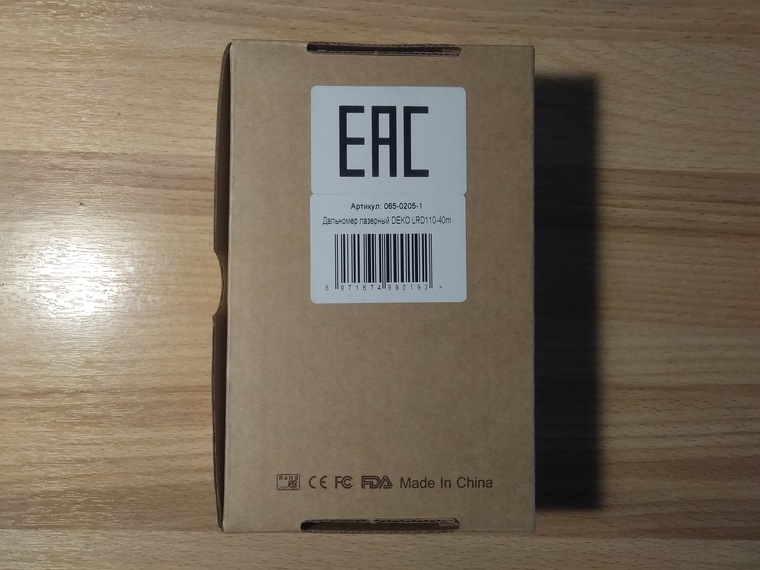 EAC
Артикул: 065-0205-1
Дальномер лазерный DEKO LRD110-40m
6 971674 990192 >
RoHS
CE FC FDA Made In China